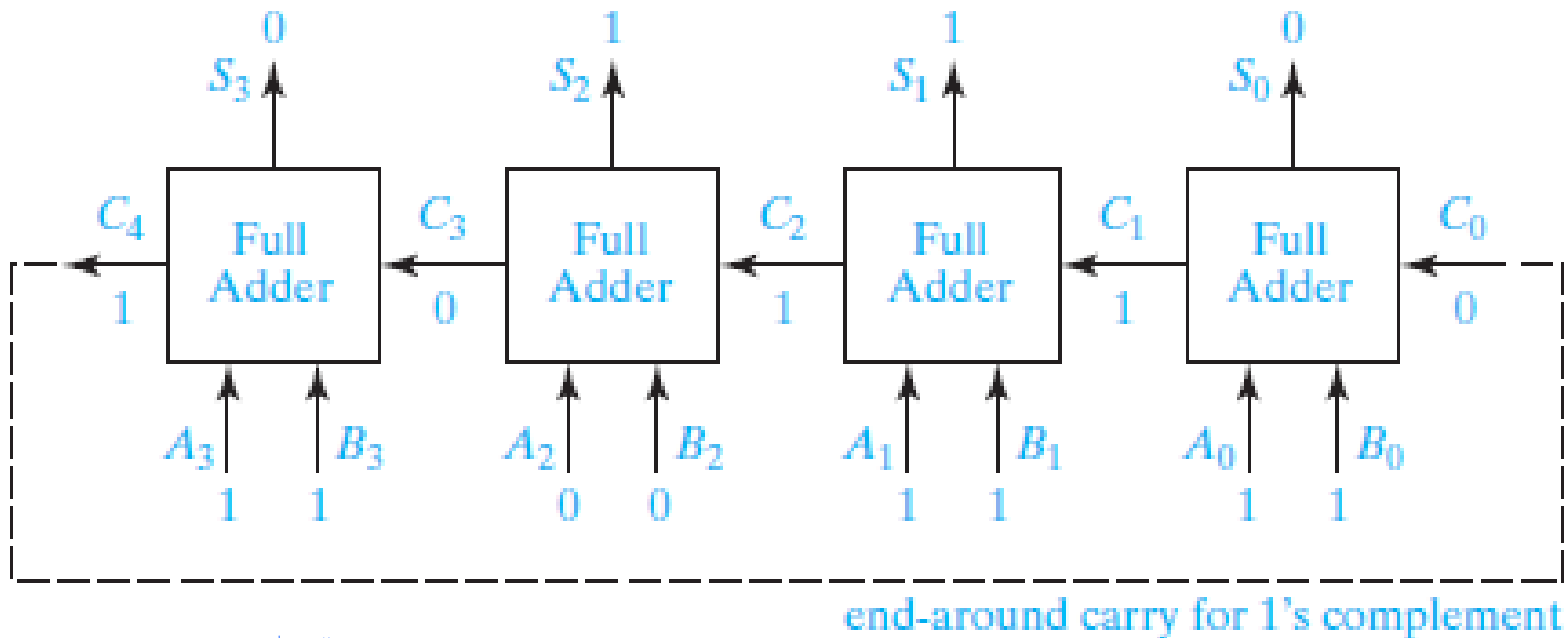 0 1 1 0
S3 S2 S1 S0
C4 Full Adder C3 Full Adder C2 Full Adder C1 Full Adder C0
1 0 1 1 0
A3 B3 A2 B2 A1 B1 A0 B0
1 1 0 0 1 1 1 1
end-around carry for 1's complement